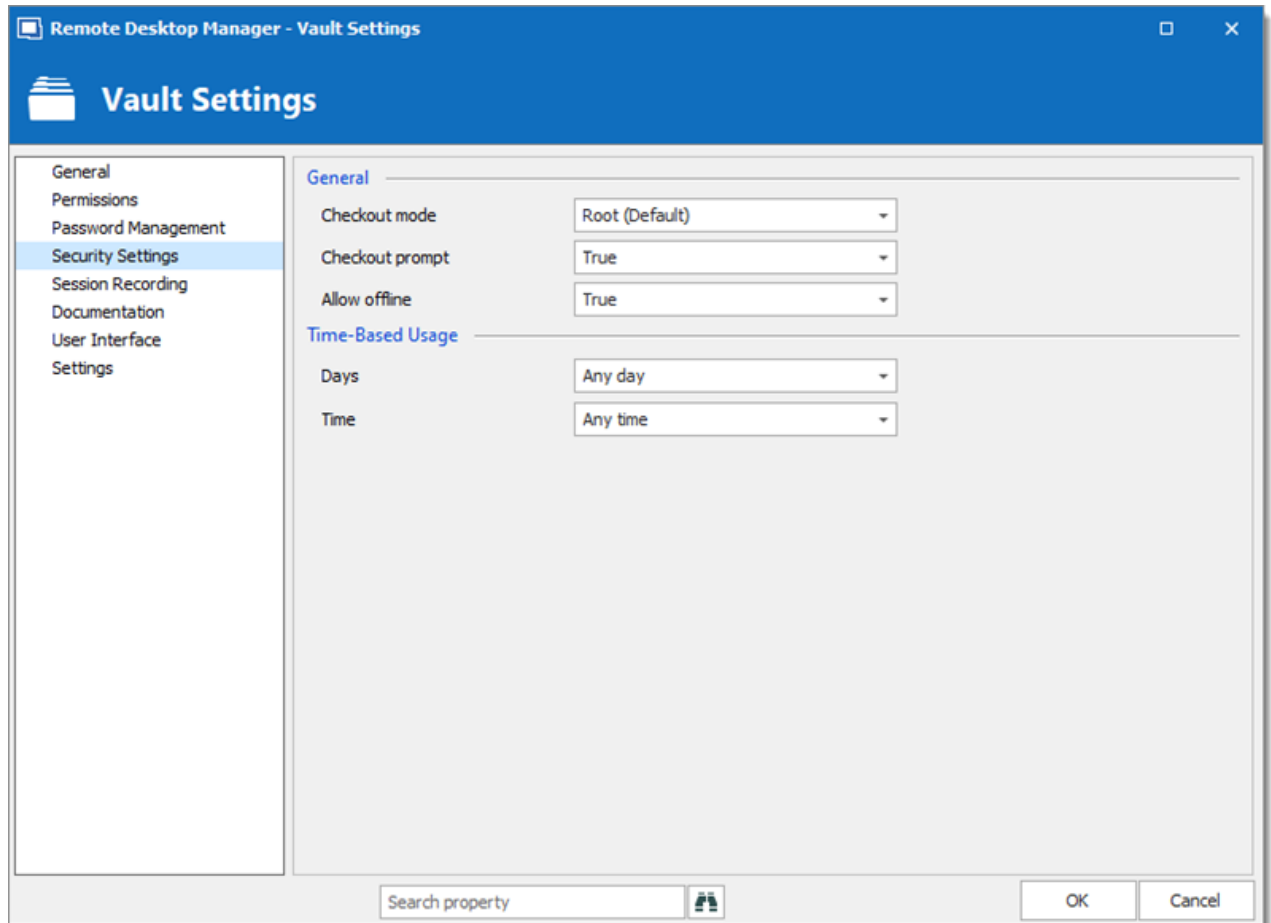 Remote Desktop Manager - Vault Settings
Vault Settings
General
Permissions
Password Management
Security Settings
Session Recording
Documentation
User Interface
Settings
General
Checkout mode Root (Default)
Checkout prompt True
Allow offline True
Time-Based Usage
Days Any day
Time Any time
Search property
OK Cancel